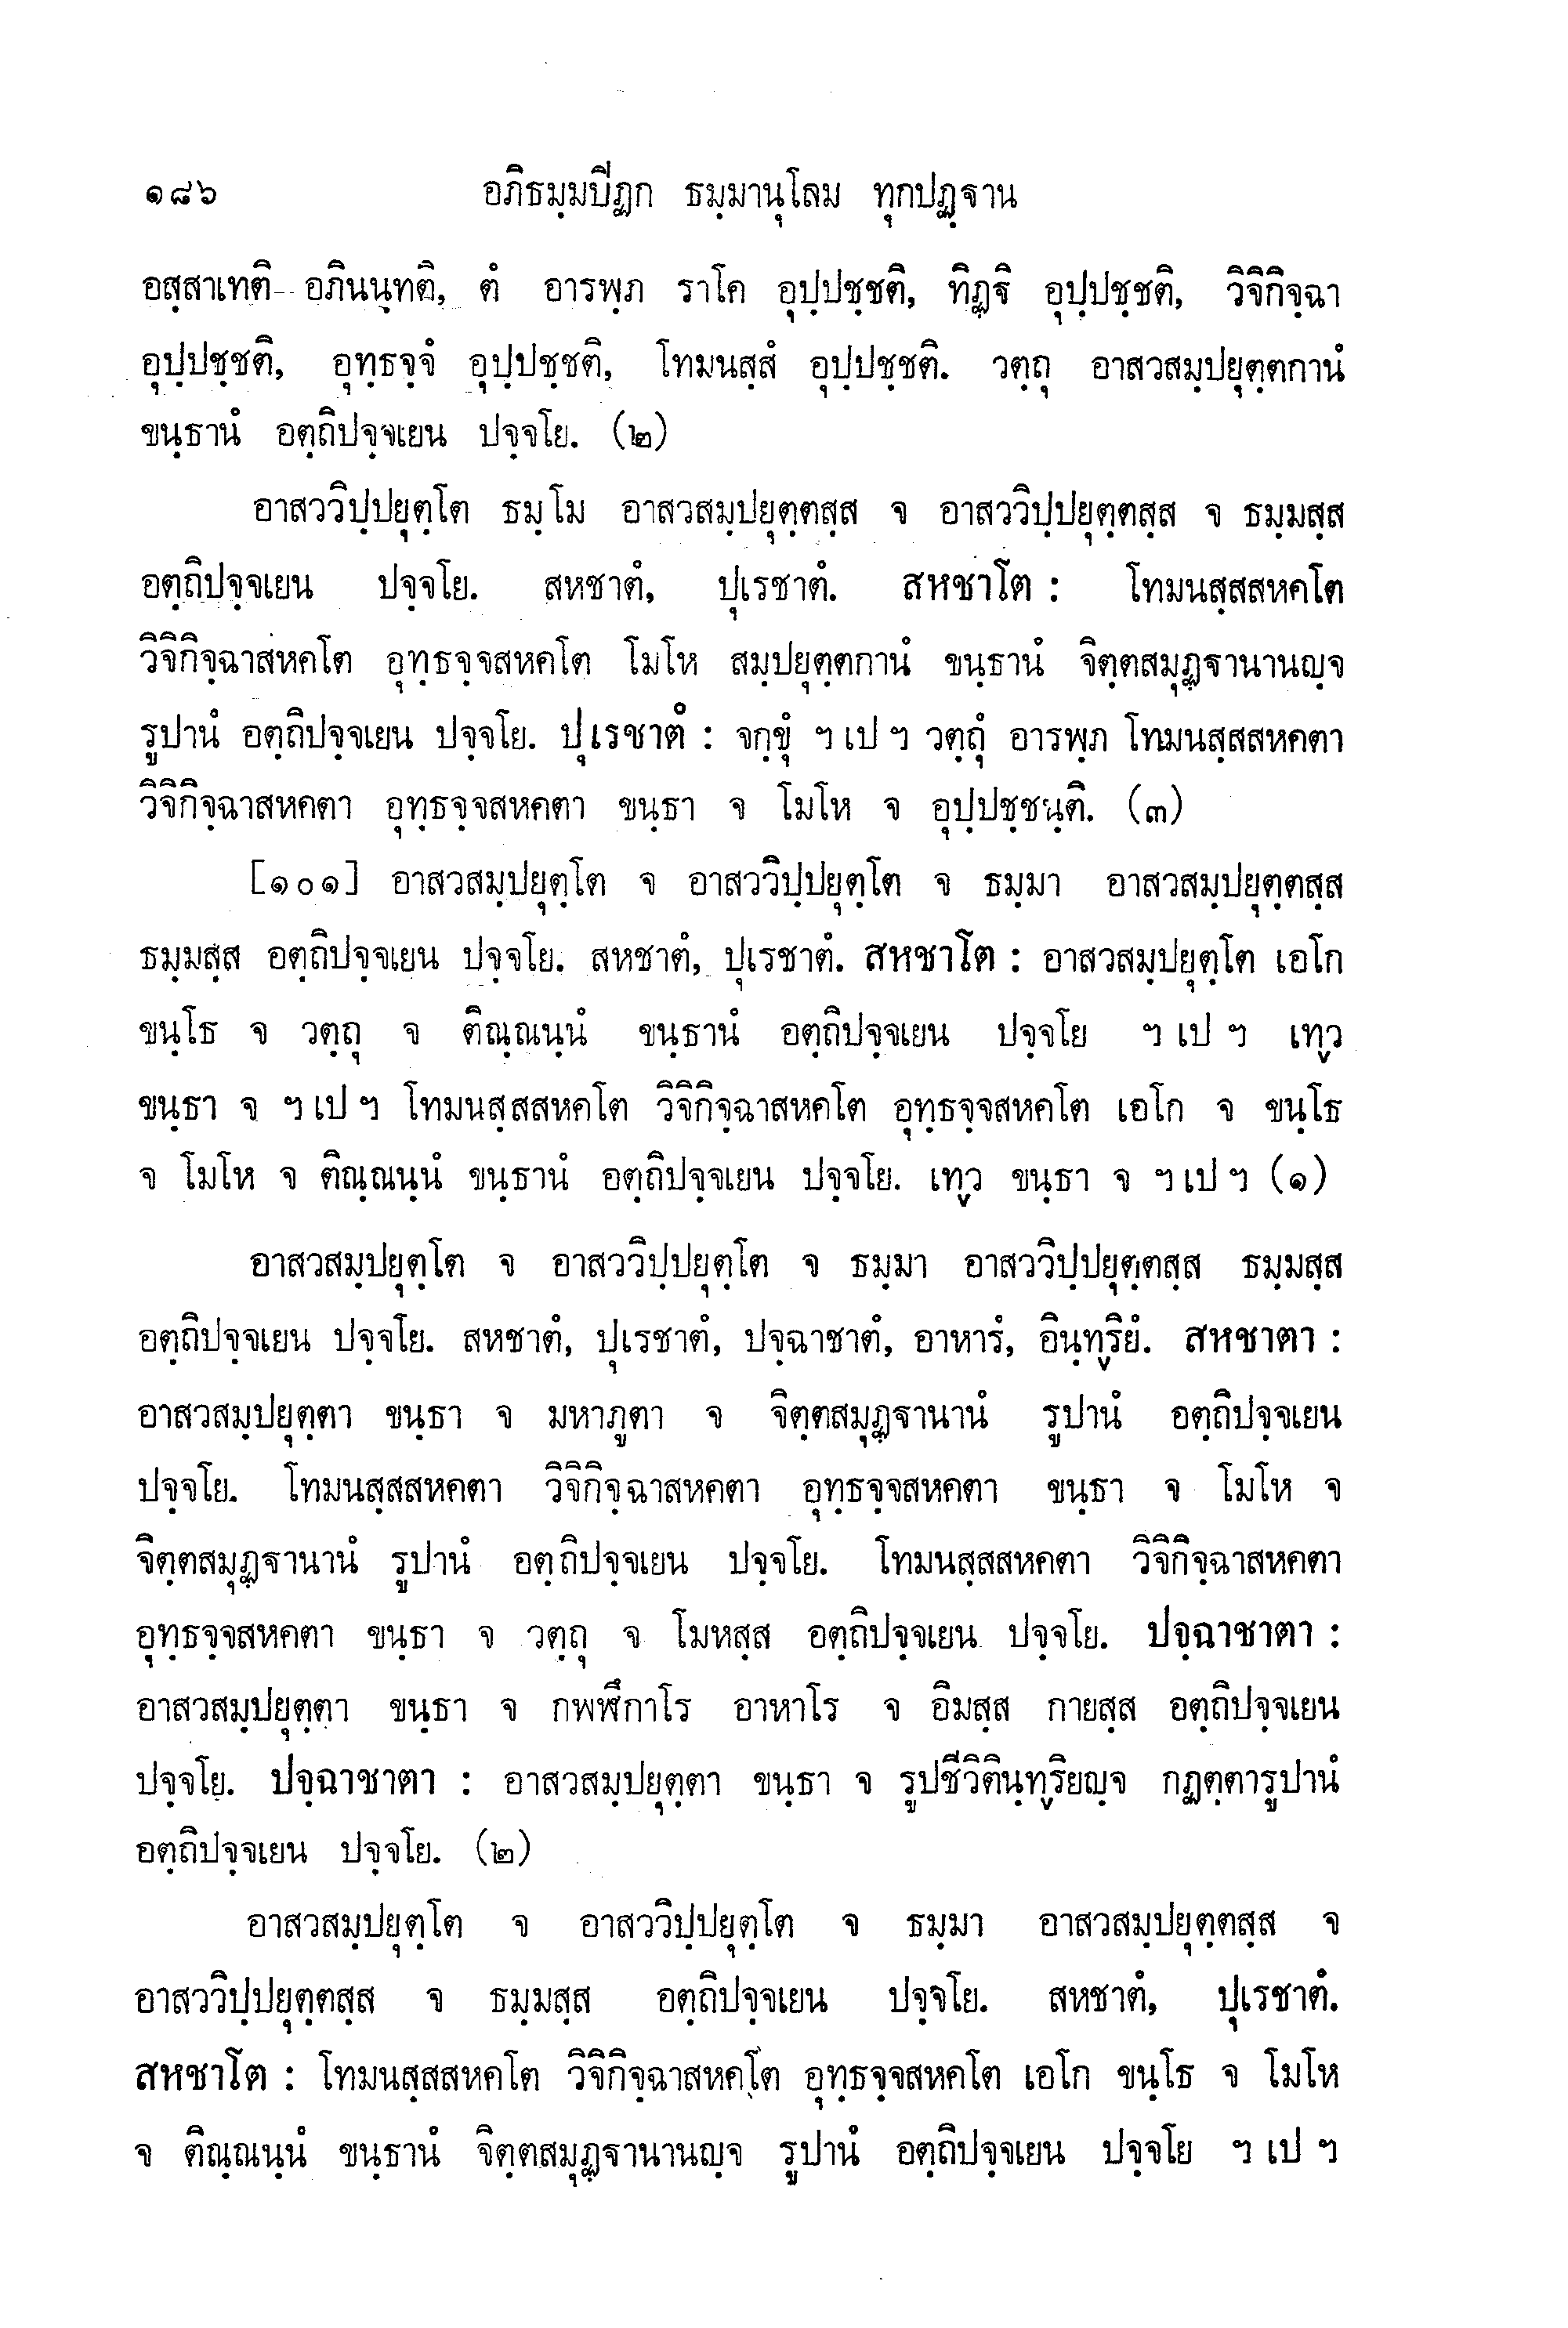 ๑๘๖ อภิธมฺมปิฏก ธมฺมานุโลม ทุกปฏฺฐาน
อสฺสาเทติ อภินนฺทติ, ตํ อารพฺภ ราโค อุปฺปชฺชติ, ทิฏฺฐิ อุปฺปชฺชติ, วิจิกิจฺฉา
อุปฺปชฺชติ, อุทฺธจฺจํ อุปฺปชฺชติ, โทมนสฺสํ อุปฺปชฺชติ. วตฺถุ อาสวสมฺปยุตฺตกานํ
ขนฺธานํ อตฺถิปจฺจเยน ปจฺจโย. (๒)
อาสววิปฺปยุตฺโต ธมฺโม อาสวสมฺปยุตฺตสฺส จ อาสววิปฺปยุตฺตสฺส จ ธมฺมสฺส
อตฺถิปจฺจเยน ปจฺจโย. สหชาตํ, ปุเรชาตํ. สหชาโต : โทมนสฺสสหคโต
วิจิกิจฺฉาสหคโต อุทฺธจฺจสหคโต โมโห สมฺปยุตฺตกานํ ขนฺธานํ จิตฺตสมุฏฺฐานานญฺจ
รูปานํ อตฺถิปจฺจเยน ปจฺจโย. ปุเรชาตํ : จกฺขุํ ฯ เป ฯ วตฺถุํ อารพฺภ โทมนสฺสสหคตา
วิจิกิจฺฉาสหคตา อุทฺธจฺจสหคตา ขนฺธา จ โมโห จ อุปฺปชฺชนฺติ. (๓)
[๑๐๑] อาสวสมฺปยุตฺโต จ อาสววิปฺปยุตฺโต จ ธมฺมา อาสวสมฺปยุตฺตสฺส
ธมฺมสฺส อตฺถิปจฺจเยน ปจฺจโย. สหชาตํ, ปุเรชาตํ. สหชาโต : อาสวสมฺปยุตฺโต เอโก
ขนฺโธ จ วตฺถุ จ ติณฺณนฺนํ ขนฺธานํ อตฺถิปจฺจเยน ปจฺจโย ฯ เป ฯ เทฺว
ขนฺธา จ ฯ เป ฯ โทมนสฺสสหคโต วิจิกิจฺฉาสหคโต อุทฺธจฺจสหคโต เอโก จ ขนฺโธ
จ โมโห จ ติณฺณนฺนํ ขนฺธานํ อตฺถิปจฺจเยน ปจฺจโย. เทฺว ขนฺธา จ ฯ เป ฯ (๑)
อาสวสมฺปยุตฺโต จ อาสววิปฺปยุตฺโต จ ธมฺมา อาสววิปฺปยุตฺตสฺส ธมฺมสฺส
อตฺถิปจฺจเยน ปจฺจโย. สหชาตํ, ปุเรชาตํ, ปจฺฉาชาตํ, อาหารํ, อินฺทฺริยํ. สหชาตา :
อาสวสมฺปยุตฺตา ขนฺธา จ มหาภูตา จ จิตฺตสมุฏฺฐานานํ รูปานํ อตฺถิปจฺจเยน
ปจฺจโย. โทมนสฺสสหคตา วิจิกิจฺฉาสหคตา อุทฺธจฺจสหคตา ขนฺธา จ โมโห จ
จิตฺตสมุฏฺฐานานํ รูปานํ อตฺถิปจฺจเยน ปจฺจโย. โทมนสฺสสหคตา วิจิกิจฺฉาสหคตา
อุทฺธจฺจสหคตา ขนฺธา จ วตฺถุ จ โมหสฺส อตฺถิปจฺจเยน ปจฺจโย. ปจฺฉาชาตา :
อาสวสมฺปยุตฺตา ขนฺธา จ กพฬีกาโร อาหาโร จ อิมสฺส กายสฺส อตฺถิปจฺจเยน
ปจฺจโย. ปจฺฉาชาตา : อาสวสมฺปยุตฺตา ขนฺธา จ รูปชีวิตินฺทฺริยญฺจ กฏตฺตารูปานํ
อตฺถิปจฺจเยน ปจฺจโย. (๒)
อาสวสมฺปยุตฺโต จ อาสววิปฺปยุตฺโต จ ธมฺมา อาสวสมฺปยุตฺตสฺส จ
อาสววิปฺปยุตฺตสฺส จ ธมฺมสฺส อตฺถิปจฺจเยน ปจฺจโย. สหชาตํ, ปุเรชาตํ.
สหชาโต : โทมนสฺสสหคโต วิจิกิจฺฉาสหคโต อุทฺธจฺจสหคโต เอโก ขนฺโธ จ โมโห
จ ติณฺณนฺนํ ขนฺธานํ จิตฺตสมุฏฺฐานานญฺจ รูปานํ อตฺถิปจฺจเยน ปจฺจโย ฯ เป ฯ